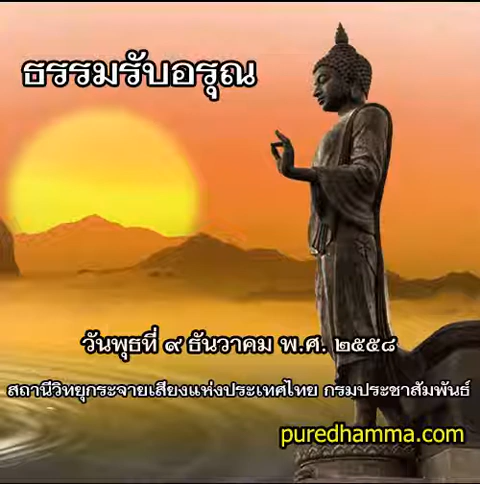 ธรรมรับอรุณ
วันพุธที่ ๙ ธันวาคม พ.ศ. ๒๕๕๘
สถานีวิทยุกระจายเสียงแห่งประเทศไทย กรมประชาสัมพันธ์
puredhamma.com